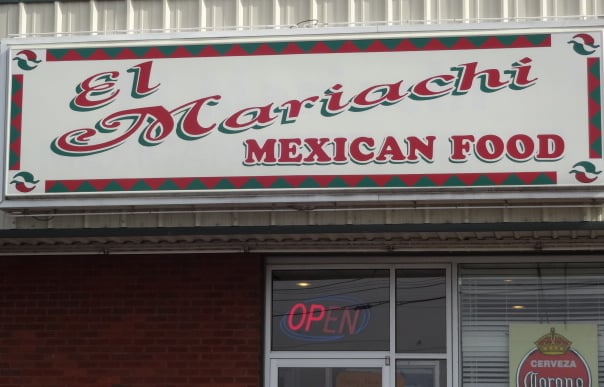 El
Mariachi
MEXICAN FOOD
OPEN
CERVEZA
Corona